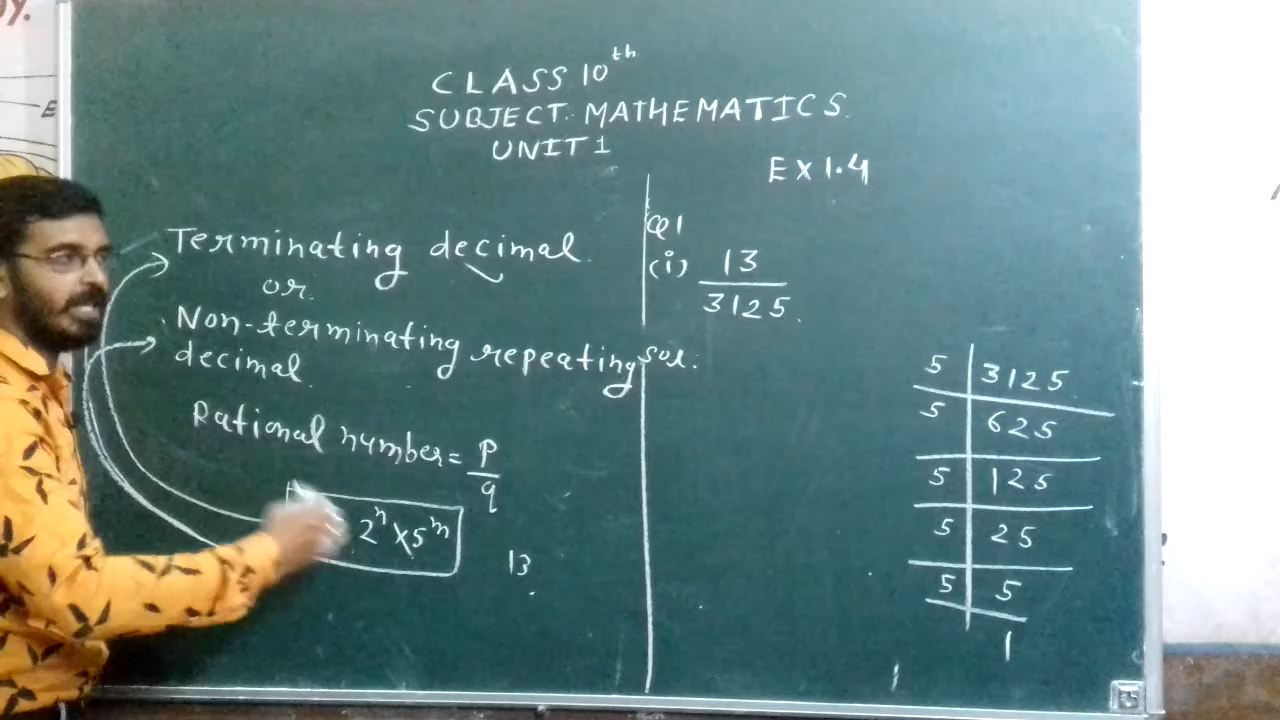 DY.
E
CLASS 10th
SUBJECT. MATHEMATICS.
UNIT 1
EX 1.4
Terminating decimal.
or.
Non-terminating repeating
decimal.
Rational number = p/q
2^n × 5^m
13
Q1
(i) 13/3125
Sol.
5 | 3125
5 | 625
5 | 125
5 | 25
5 | 5
1